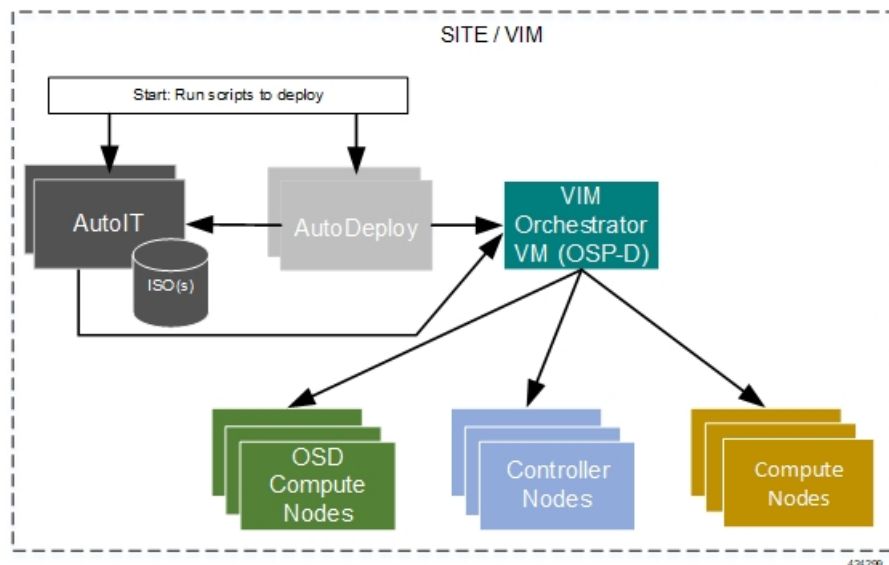 SITE / VIM
Start: Run scripts to deploy
AutoIT
ISO(s)
AutoDeploy
VIM
Orchestrator
VM (OSP-D)
OSD
Compute
Nodes
Controller
Nodes
Compute
Nodes